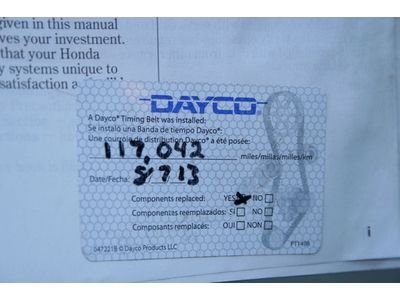 given in this manual
ves your investment.
that your Honda
y systems unique to
satisfaction a
DAYCO
A Dayco® Timing Belt was installed:
Se instaló una Banda de tiempo Dayco®:
Une courroie de distribution Dayco® a été posée:
117,042 miles/millas/milles/km
Date/Fecha: 5/713
Components replaced: YES NO
Componentes reemplazados: SI NO
Composants remplacés: OUI NON
047221B © Dayco Products LLC
PT1406
i